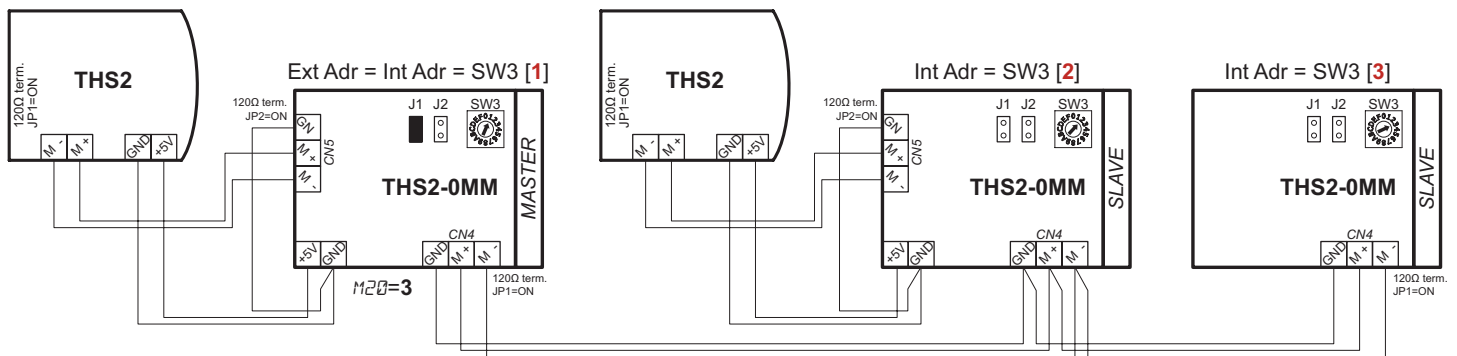 THS2
120Ω term.
JP1=ON
M -
M+
GND
+5V
Ext Adr = Int Adr = SW3 [1]
120Ω term.
JP2=ON
J1 J2 SW3
GN
M +
M -
CN5
THS2-0MM
MASTER
CN4
+5V
GND
GND
M +
M -
M20=3
120Ω term.
JP1=ON
THS2
120Ω term.
JP1=ON
M -
M+
GND
+5V
Int Adr = SW3 [2]
120Ω term.
JP2=ON
J1 J2 SW3
GN
M +
M -
CN5
THS2-0MM
SLAVE
CN4
+5V
GND
GND
M +
M -
Int Adr = SW3 [3]
J1 J2 SW3
THS2-0MM
SLAVE
CN4
GND
M +
M -
120Ω term.
JP1=ON